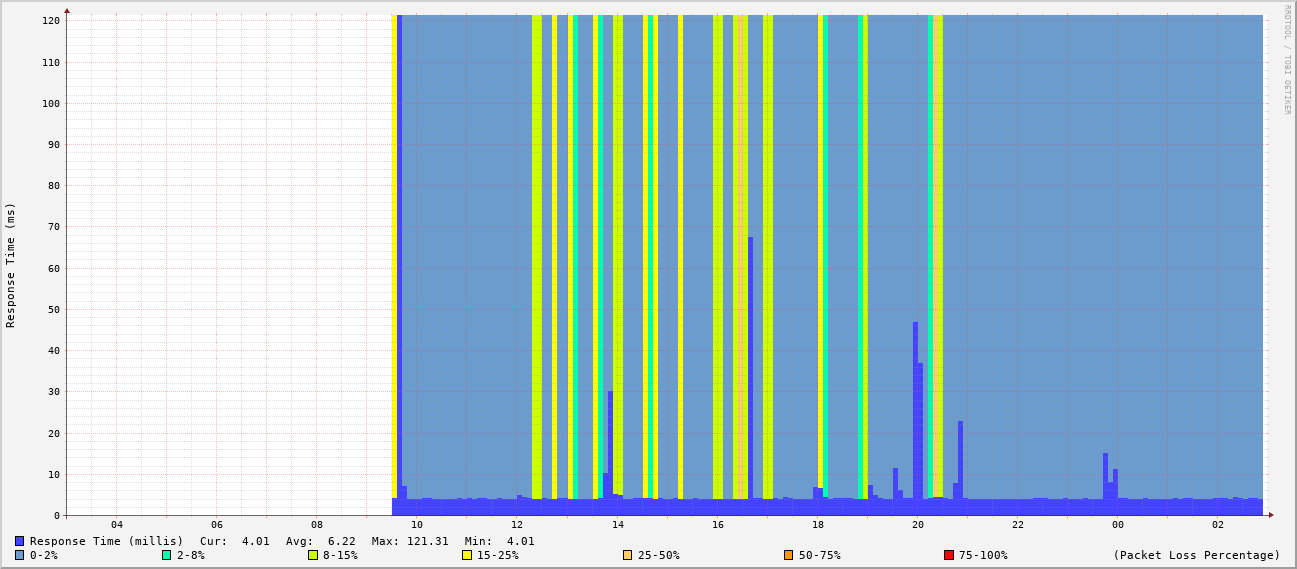 RRDTOOL / TOBI OETIKER
Response Time (ms)
120
110
100
90
80
70
60
50
40
30
20
10
0
04 06 08 10 12 14 16 18 20 22 00 02
Response Time (millis) Cur: 4.01 Avg: 6.22 Max: 121.31 Min: 4.01
0-2% 2-8% 8-15% 15-25% 25-50% 50-75% 75-100% (Packet Loss Percentage)